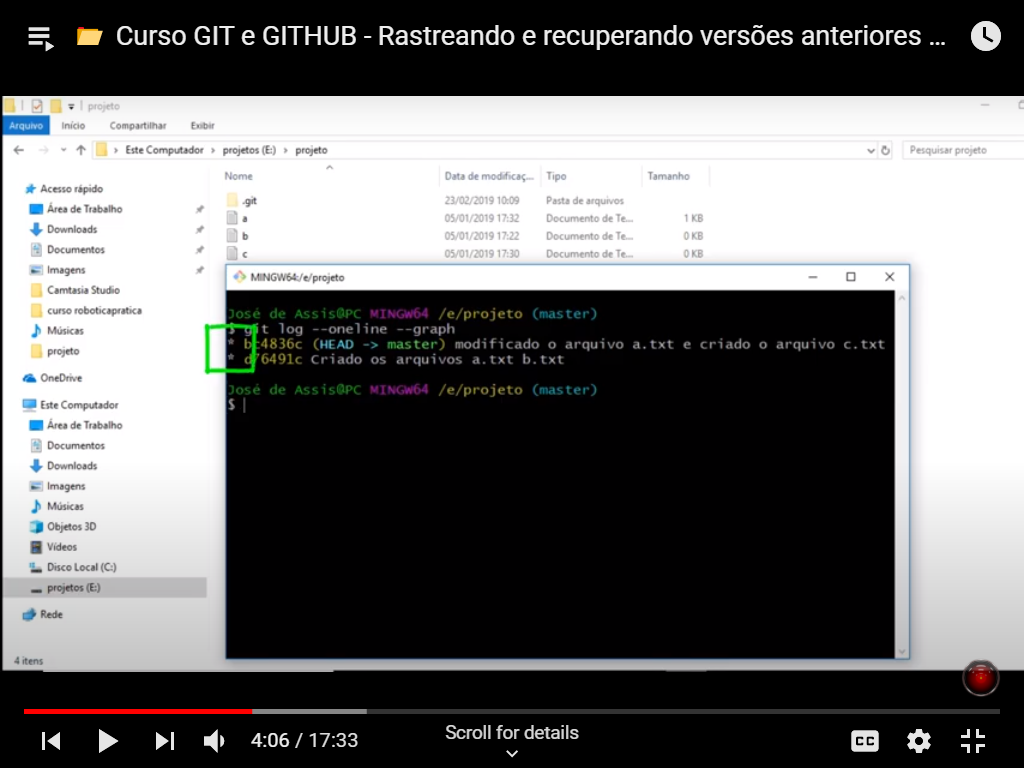 Curso GIT e GITHUB - Rastreando e recuperando versões anteriores ...
projeto
Arquivo Início Compartilhar Exibir
Este Computador > projetos (E:) > projeto
Pesquisar projeto
Nome Data de modificaç... Tipo Tamanho
.git 23/02/2019 10:09 Pasta de arquivos
a 05/01/2019 17:32 Documento de Te... 1 KB
b 05/01/2019 17:22 Documento de Te... 0 KB
c 05/01/2019 17:30 Documento de Te... 0 KB
Acesso rápido
Área de Trabalho
Downloads
Documentos
Imagens
Camtasia Studio
curso roboticapratica
Músicas
projeto
OneDrive
Este Computador
Área de Trabalho
Documentos
Downloads
Imagens
Músicas
Objetos 3D
Vídeos
Disco Local (C:)
projetos (E:)
Rede
4 itens
MINGW64:/e/projeto
José de Assis@PC MINGW64 /e/projeto (master)
$ git log --oneline --graph
* bc4836c (HEAD -> master) modificado o arquivo a.txt e criado o arquivo c.txt
* d76491c Criado os arquivos a.txt b.txt
José de Assis@PC MINGW64 /e/projeto (master)
$
4:06 / 17:33
Scroll for details
CC